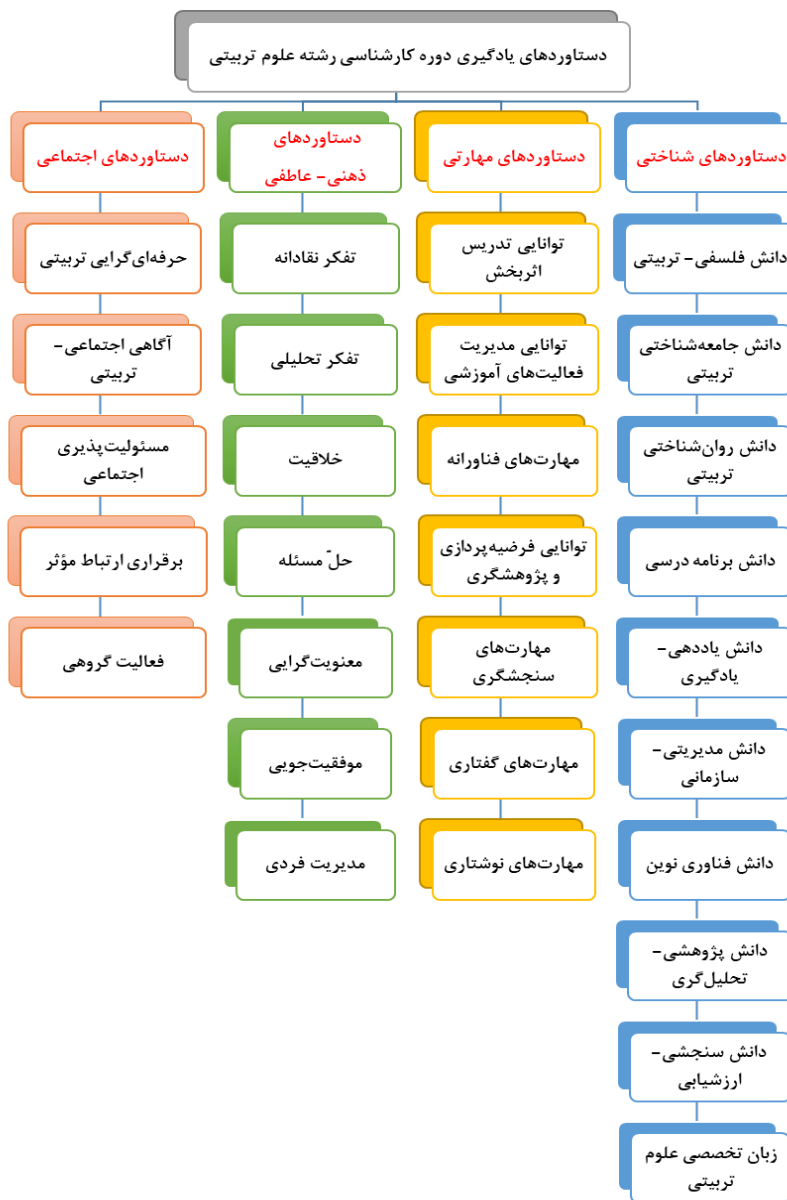 دستاوردهای یادگیری دوره کارشناسی رشته علوم تربیتی
دستاوردهای شناختی
دانش فلسفی- تربیتی
دانش جامعه‌شناختی
تربیتی
دانش روان‌شناختی
تربیتی
دانش برنامه درسی
دانش یاددهی-
یادگیری
دانش مدیریتی-
سازمانی
دانش فناوری نوین
دانش پژوهشی-
تحلیل‌گری
دانش سنجشی-
ارزشیابی
زبان تخصصی علوم
تربیتی
دستاوردهای مهارتی
توانایی تدریس
اثربخش
توانایی مدیریت
فعالیت‌های آموزشی
مهارت‌های فناورانه
توانایی فرضیه‌پردازی
و پژوهشگری
مهارت‌های
سنجشگری
مهارت‌های گفتاری
مهارت‌های نوشتاری
دستاوردهای
ذهنی- عاطفی
تفکر نقادانه
تفکر تحلیلی
خلاقیت
حلّ مسئله
معنویت‌گرایی
موفقیت‌جویی
مدیریت فردی
دستاوردهای اجتماعی
حرفه‌ای‌گرایی تربیتی
آگاهی اجتماعی-
تربیتی
مسئولیت‌پذیری
اجتماعی
برقراری ارتباط مؤثر
فعالیت گروهی